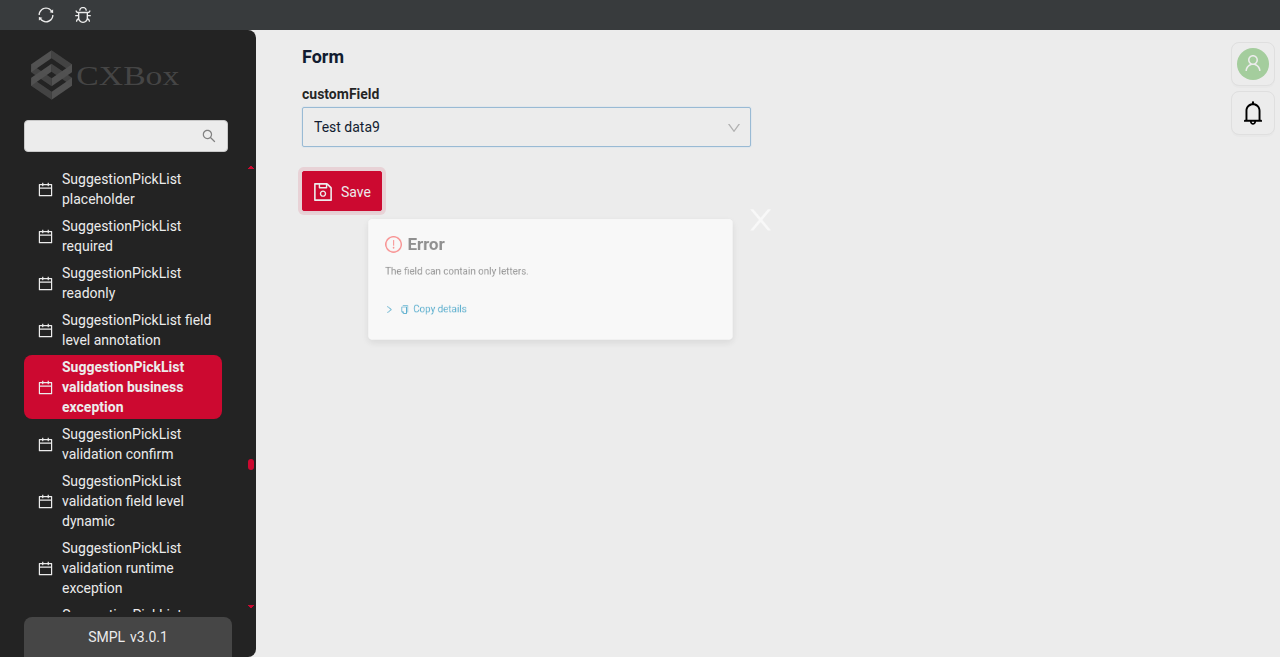 CXBox
SuggestionPickList
placeholder
SuggestionPickList
required
SuggestionPickList
readonly
SuggestionPickList field
level annotation
SuggestionPickList
validation business
exception
SuggestionPickList
validation confirm
SuggestionPickList
validation field level
dynamic
SuggestionPickList
validation runtime
exception
SMPL v3.0.1
Form
customField
Test data9
Save
Error
The field can contain only letters.
Copy details